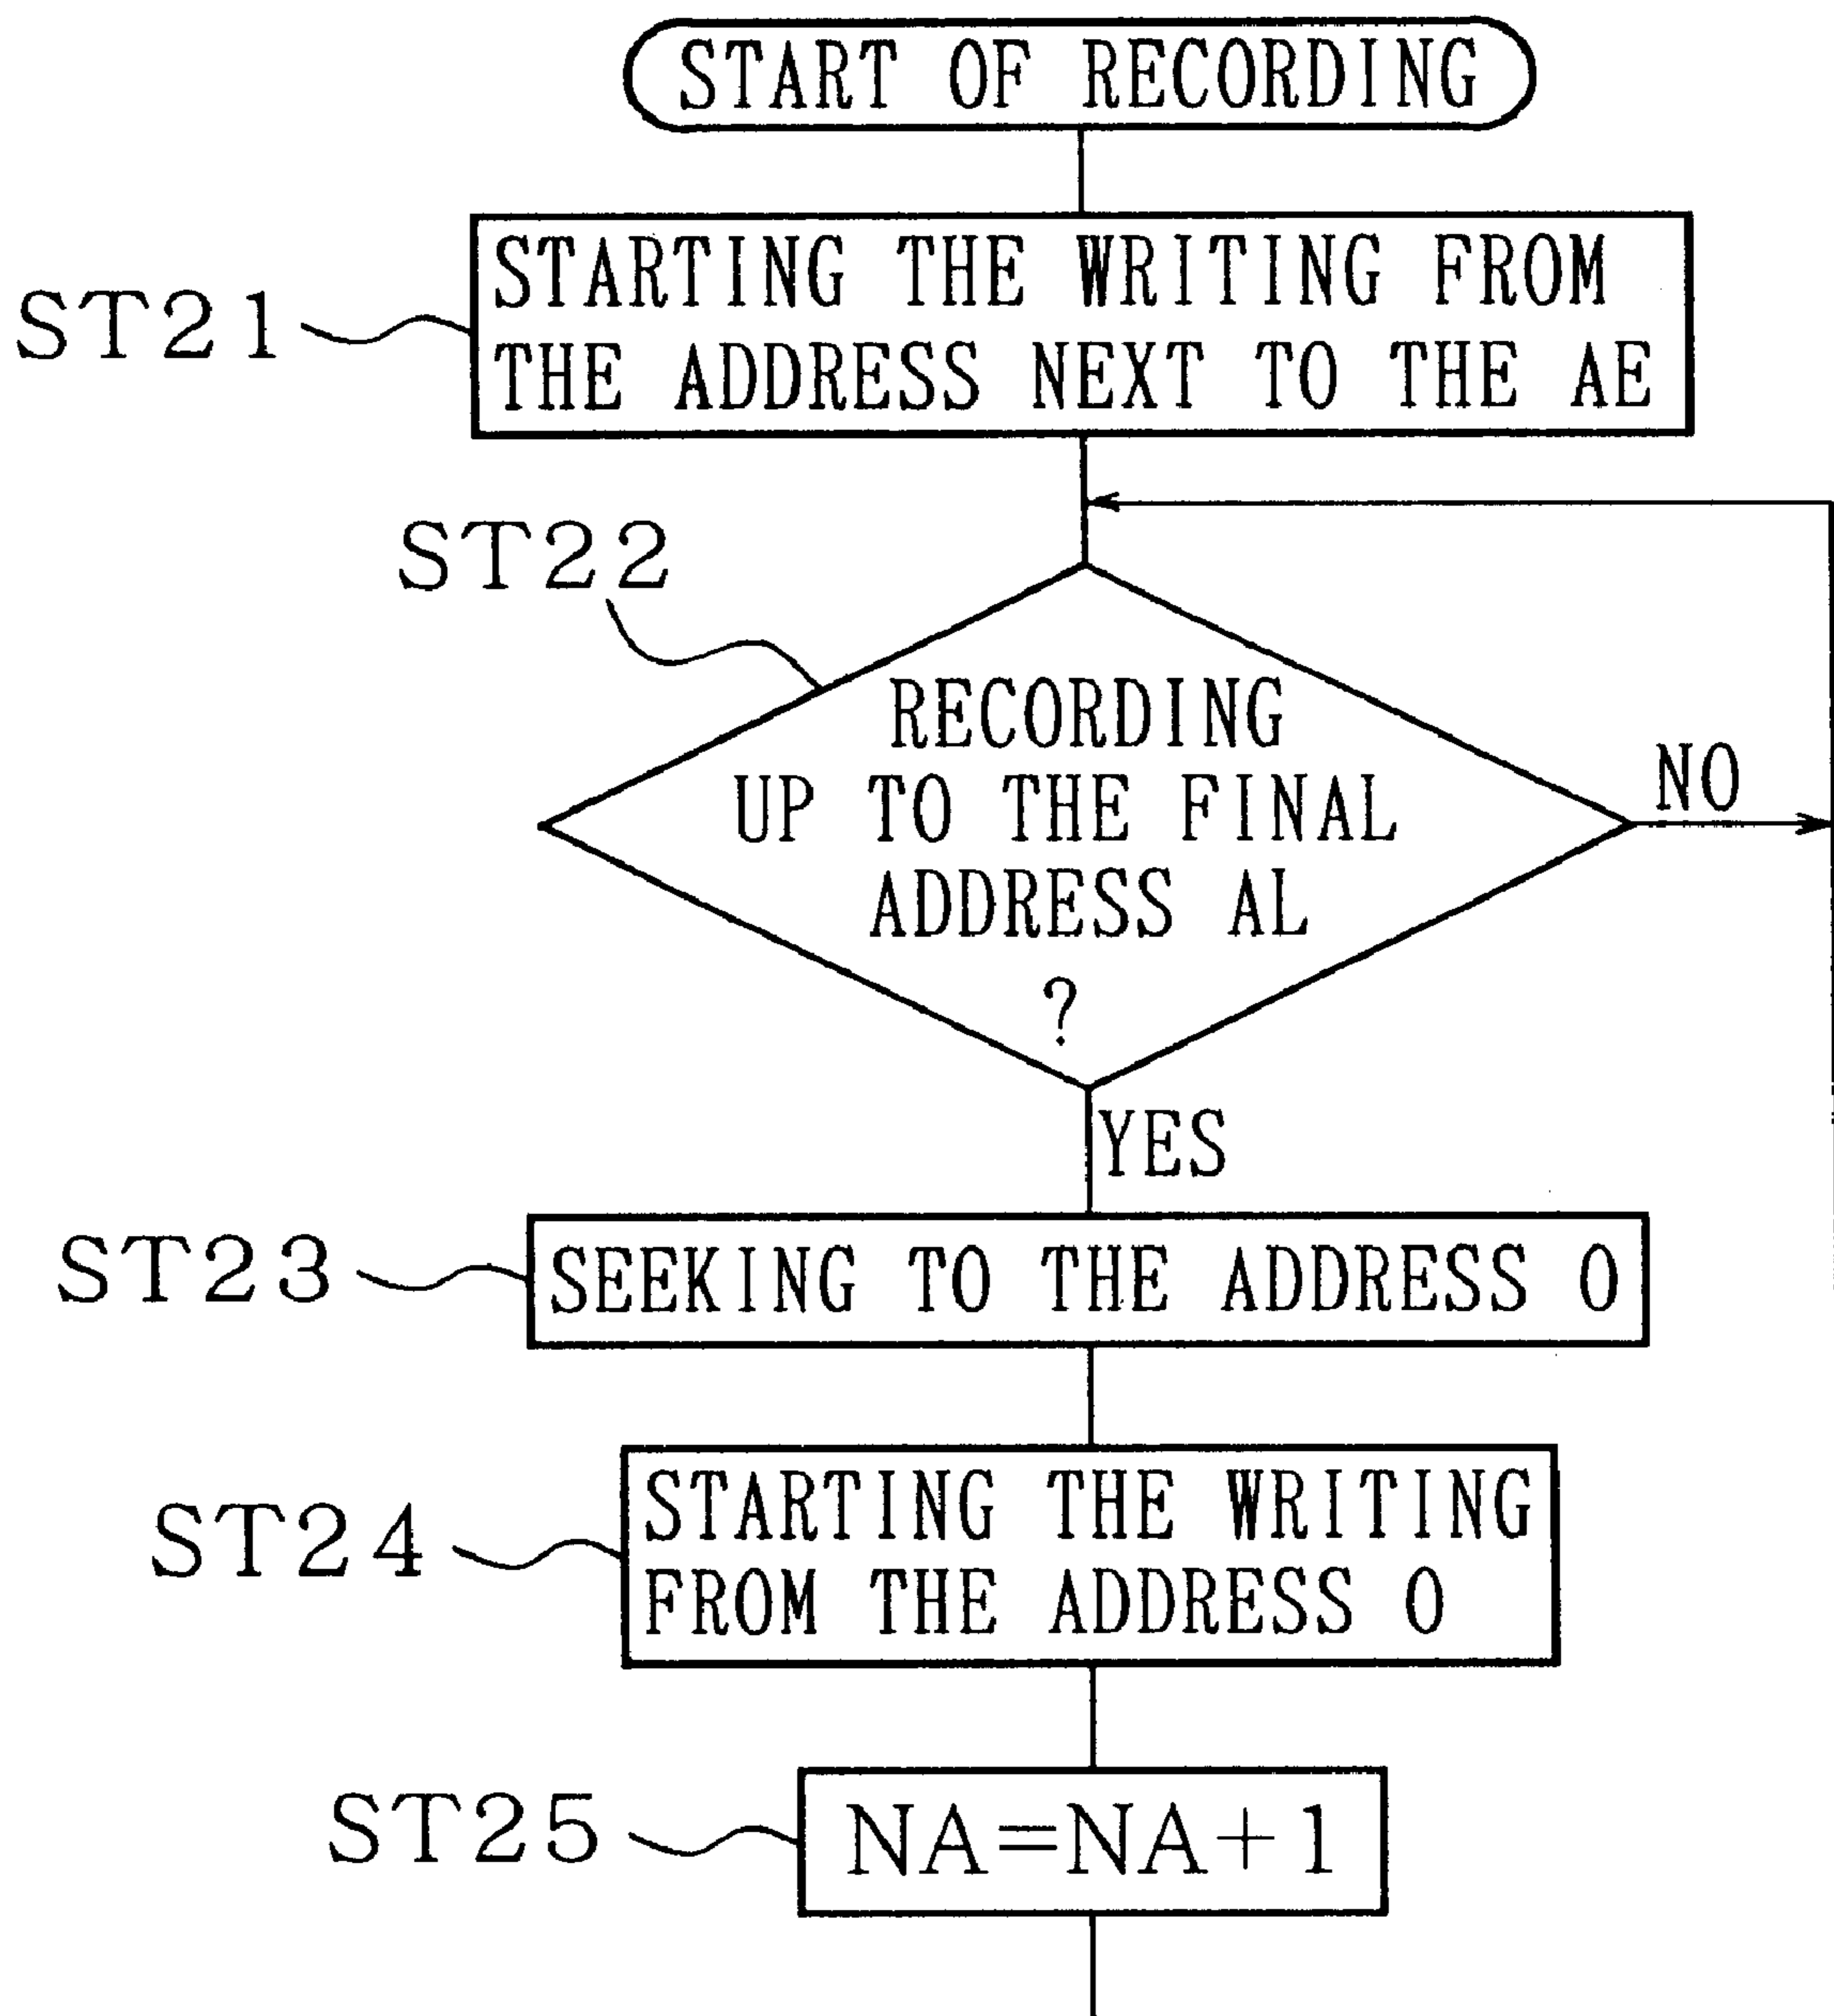 START OF RECORDING
ST21
STARTING THE WRITING FROM
THE ADDRESS NEXT TO THE AE
ST22
RECORDING
UP TO THE FINAL
ADDRESS AL
?
NO
YES
ST23
SEEKING TO THE ADDRESS 0
ST24
STARTING THE WRITING
FROM THE ADDRESS 0
ST25
NA=NA+1